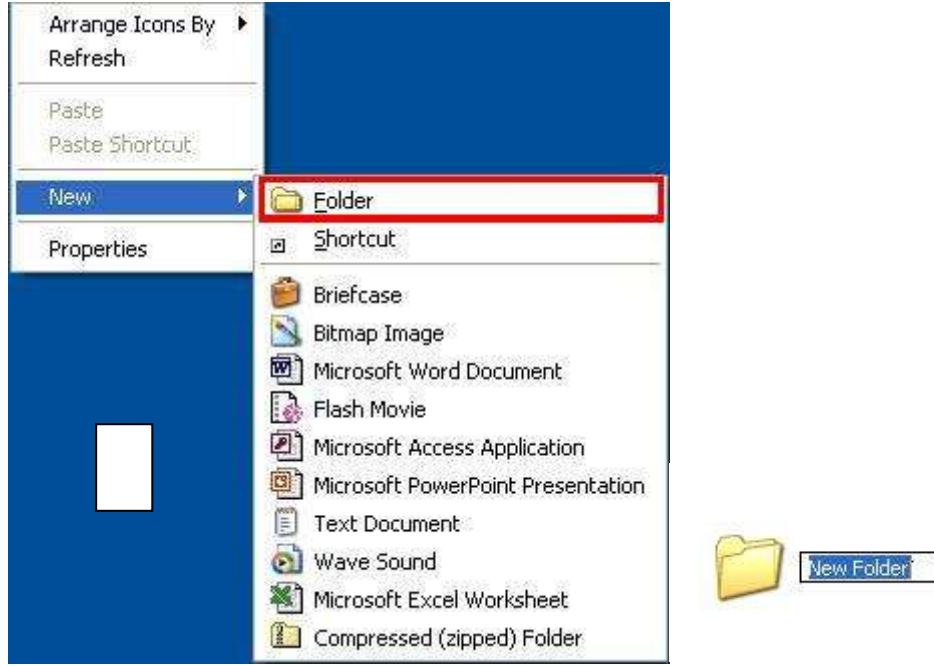 Arrange Icons By
Refresh
Paste
Paste Shortcut
New
Properties
Folder
Shortcut
Briefcase
Bitmap Image
Microsoft Word Document
Flash Movie
Microsoft Access Application
Microsoft PowerPoint Presentation
Text Document
Wave Sound
Microsoft Excel Worksheet
Compressed (zipped) Folder
New Folder